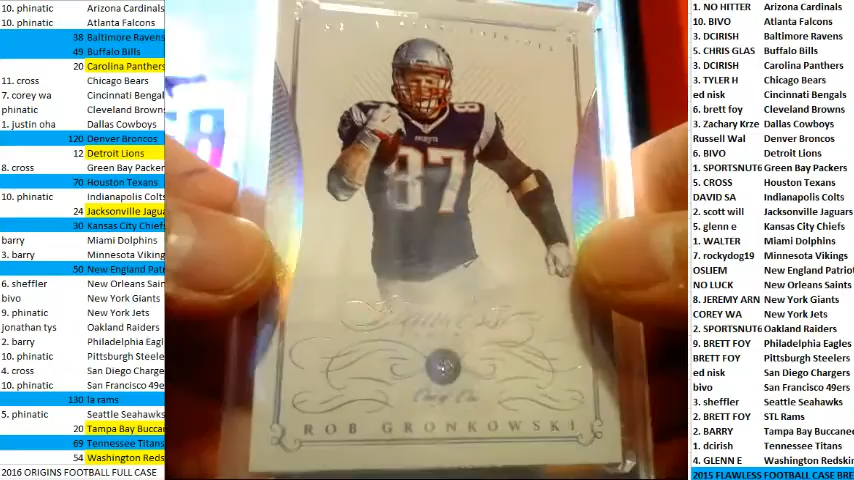 10. phinatic Arizona Cardinals
10. phinatic Atlanta Falcons
38 Baltimore Ravens
49 Buffalo Bills
20 Carolina Panthers
11. cross Chicago Bears
7. corey wa Cincinnati Bengal
phinatic Cleveland Browns
1. justin oha Dallas Cowboys
120 Denver Broncos
12 Detroit Lions
8. cross Green Bay Packer
70 Houston Texans
10. phinatic Indianapolis Colts
24 Jacksonville Jagua
30 Kansas City Chiefs
barry Miami Dolphins
3. barry Minnesota Viking
50 New England Patr
6. sheffler New Orleans Sain
bivo New York Giants
9. phinatic New York Jets
jonathan tys Oakland Raiders
2. barry Philadelphia Eagl
10. phinatic Pittsburgh Steele
4. cross San Diego Charge
10. phinatic San Francisco 49e
130 la rams
5. phinatic Seattle Seahawks
20 Tampa Bay Buccan
69 Tennessee Titans
54 Washington Reds
2016 ORIGINS FOOTBALL FULL CASE
87
PATRIOTS
87
One of One
ROB GRONKOWSKI
1. NO HITTER Arizona Cardinals
10. BIVO Atlanta Falcons
3. DCIRISH Baltimore Ravens
5. CHRIS GLAS Buffalo Bills
3. DCIRISH Carolina Panthers
3. TYLER H Chicago Bears
ed nisk Cincinnati Bengals
6. brett foy Cleveland Browns
3. Zachary Krze Dallas Cowboys
Russell Wal Denver Broncos
6. BIVO Detroit Lions
1. SPORTSNUT6 Green Bay Packers
5. CROSS Houston Texans
DAVID SA Indianapolis Colts
2. scott will Jacksonville Jaguars
5. glenn e Kansas City Chiefs
1. WALTER Miami Dolphins
7. rockydog19 Minnesota Vikings
OSLIEM New England Patriot
NO LUCK New Orleans Saints
8. JEREMY ARN New York Giants
COREY WA New York Jets
2. SPORTSNUT6 Oakland Raiders
9. BRETT FOY Philadelphia Eagles
BRETT FOY Pittsburgh Steelers
ed nisk San Diego Chargers
bivo San Francisco 49ers
3. sheffler Seattle Seahawks
2. BRETT FOY STL Rams
2. BARRY Tampa Bay Buccanee
1. dcirish Tennessee Titans
4. GLENN E Washington Redskin
2015 FLAWLESS FOOTBALL CASE BRE